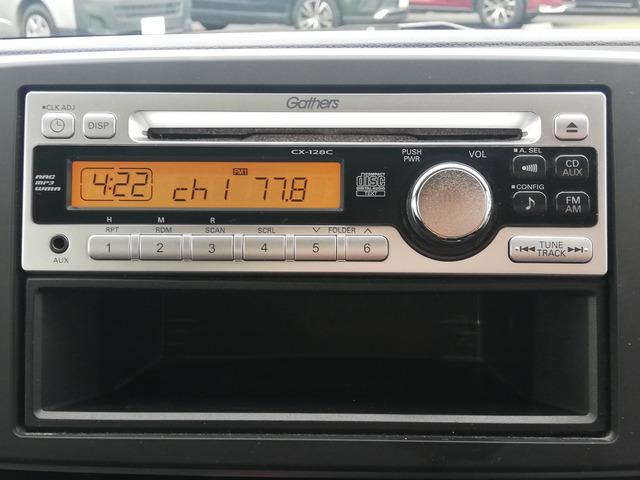 Gathers
■CLK ADJ
DISP
CX-128C
PUSH
PWR
VOL
■A. SEL
CD
AUX
AAC
MP3
WMA
4:22
FM1
ch1 77.8
COMPACT
disc
DIGITAL AUDIO
TEXT
■CONFIG
FM
AM
H M R
RPT RDM SCAN SCRL FOLDER
1 2 3 4 5 6
AUX
TUNE
TRACK